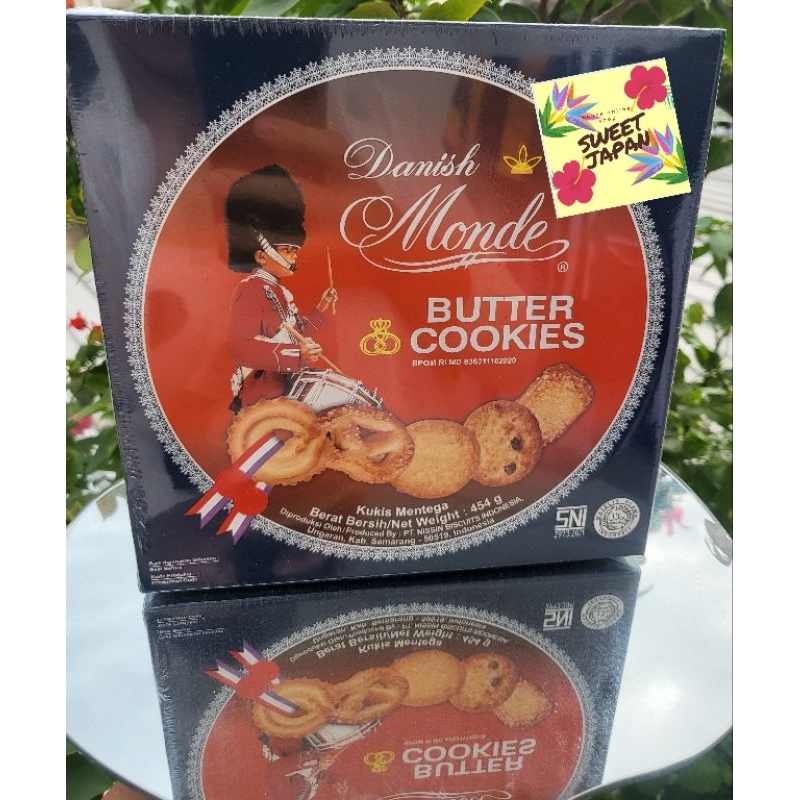 SWEET
JAPAN
Danish
Monde
®
BUTTER
COOKIES
BPOM RI MD 836211102020
Kukis Mentega
Berat Bersih/Net Weight : 454 g
Diproduksi Oleh/Produced By : PT. NISSIN BISCUITS INDONESIA,
Ungaran, Kab. Semarang - 50519, Indonesia
SNI